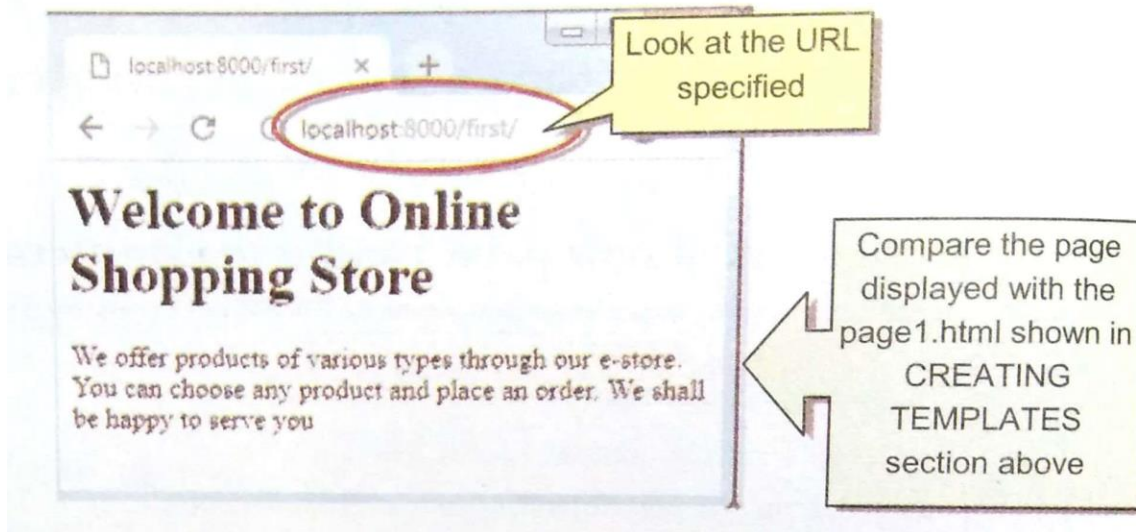 localhost:8000/first/
Look at the URL
specified
localhost:8000/first/
Welcome to Online
Shopping Store
We offer products of various types through our e-store.
You can choose any product and place an order. We shall
be happy to serve you
Compare the page
displayed with the
page1.html shown in
CREATING
TEMPLATES
section above